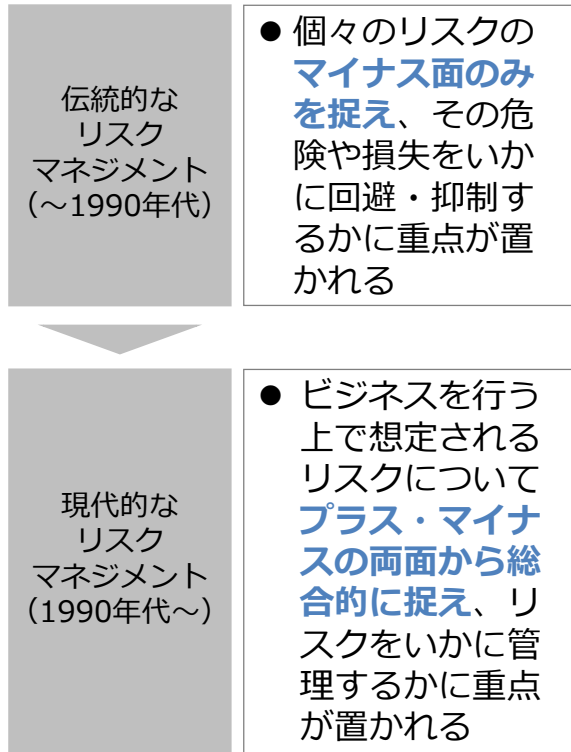 伝統的な
リスク
マネジメント
（～1990年代）
● 個々のリスクの
マイナス面のみ
を捉え、その危
険や損失をいか
に回避・抑制す
るかに重点が置
かれる
現代的な
リスク
マネジメント
（1990年代～）
● ビジネスを行う
上で想定される
リスクについて
プラス・マイナ
スの両面から総
合的に捉え、リ
スクをいかに管
理するかに重点
が置かれる